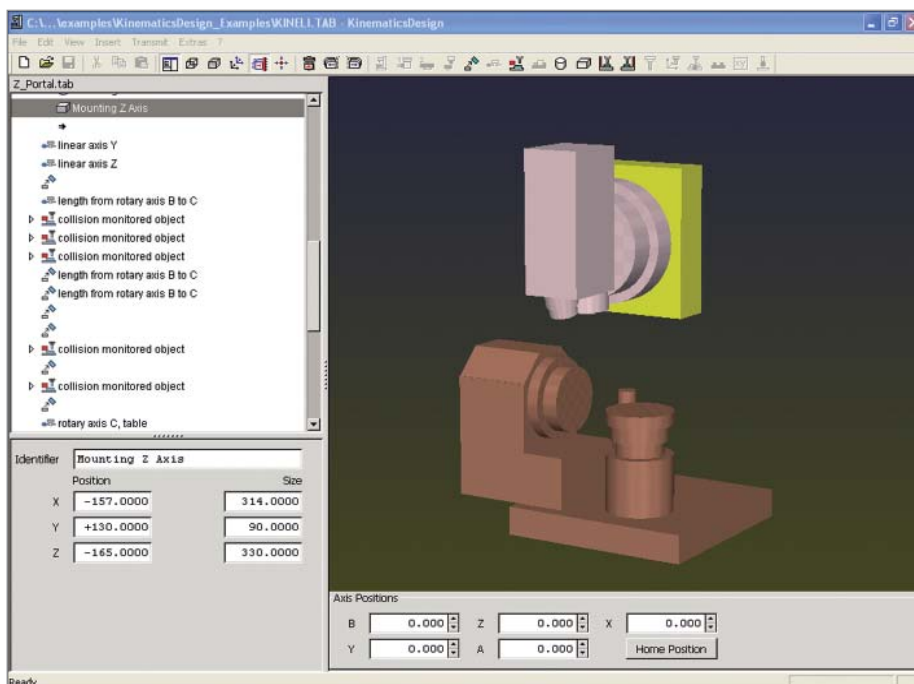 C:\...\examples\KinematicsDesign_Examples\KINELI.TAB - KinematicsDesign
File Edit View Insert Transmit Extras ?
Z_Portal.tab
Mounting Z Axis
linear axis Y
linear axis Z
length from rotary axis B to C
collision monitored object
collision monitored object
collision monitored object
length from rotary axis B to C
length from rotary axis B to C
collision monitored object
collision monitored object
rotary axis C, table
Identifier Mounting Z Axis
Position Size
X -157.0000 314.0000
Y +130.0000 90.0000
Z -165.0000 330.0000
Axis Positions
B 0.000 Z 0.000 X 0.000
Y 0.000 A 0.000 Home Position
Ready